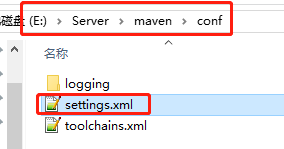 磁盘 (E:) > Server > maven > conf
名称
logging
settings.xml
toolchains.xml